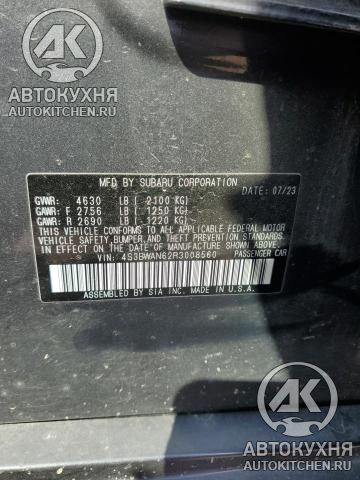 АК
АВТОКУХНЯ
AUTOKITCHEN.RU
MFD BY SUBARU CORPORATION
DATE: 07/23
GVWR: 4630 LB ( 2100 KG)
GAWR: F 2756 LB ( 1250 KG)
GAWR: R 2690 LB ( 1220 KG)
THIS VEHICLE CONFORMS TO ALL APPLICABLE FEDERAL MOTOR
VEHICLE SAFETY,BUMPER,AND THEFT PREVENTION STANDARDS
IN EFFECT ON THE DATE OF MANUFACTURE SHOWN ABOVE.
VIN: 4S3BWAN62R3008560 PASSENGER CAR
ASSEMBLED BY SIA INC. MADE IN U.S.A.
АК
АВТОКУХНЯ
AUTOKITCHEN.RU